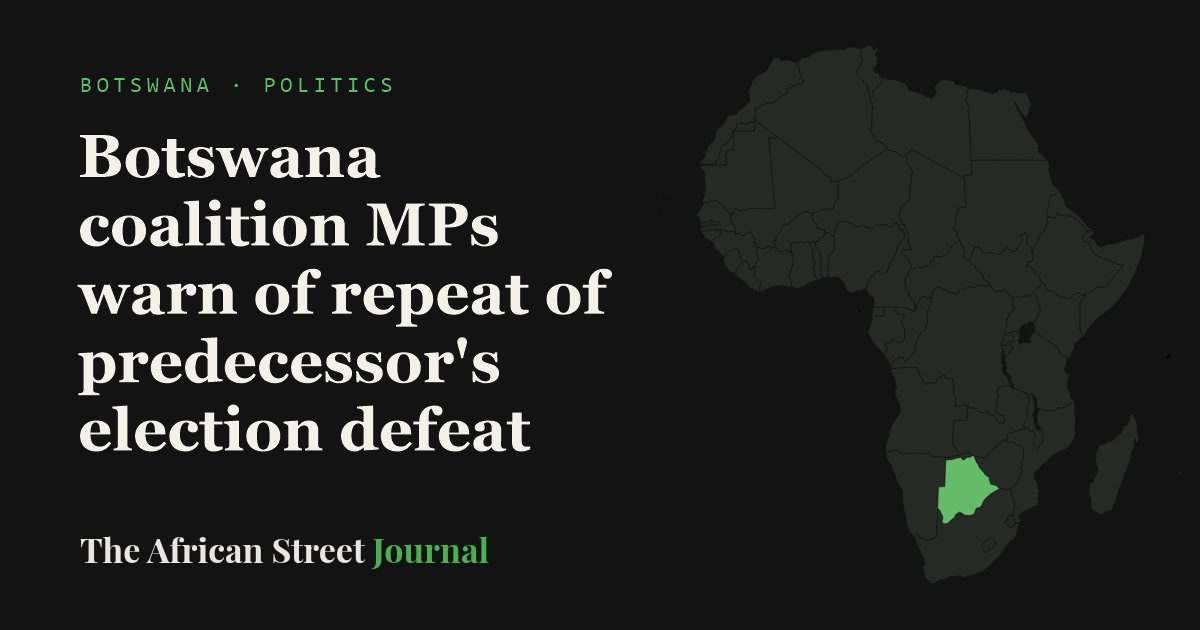 BOTSWANA · POLITICS
Botswana
coalition MPs
warn of repeat of
predecessor's
election defeat
The African Street Journal